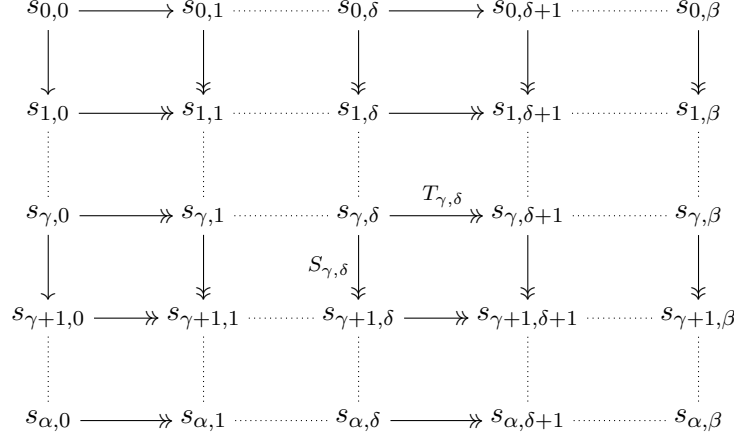 s_{0,0} s_{0,1} s_{0,δ} s_{0,δ+1} s_{0,β}
s_{1,0} s_{1,1} s_{1,δ} s_{1,δ+1} s_{1,β}
T_{γ,δ}
s_{γ,0} s_{γ,1} s_{γ,δ} s_{γ,δ+1} s_{γ,β}
S_{γ,δ}
s_{γ+1,0} s_{γ+1,1} s_{γ+1,δ} s_{γ+1,δ+1} s_{γ+1,β}
s_{α,0} s_{α,1} s_{α,δ} s_{α,δ+1} s_{α,β}